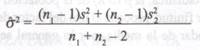 σ̂² = ((n₁ − 1)s₁² + (n₂ − 1)s₂²) / (n₁ + n₂ − 2)